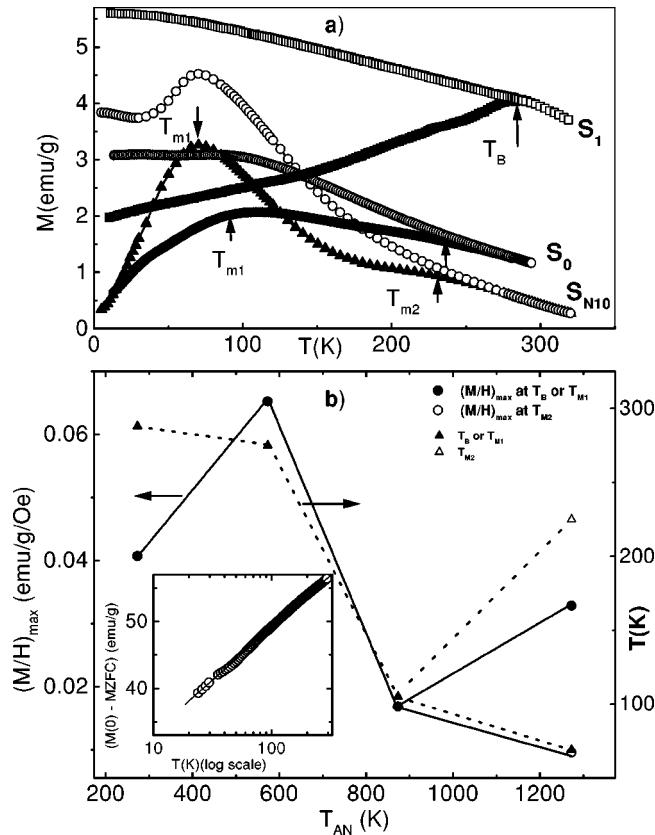 a)
M(emu/g)
5
4
3
2
1
0
T_m1
T_B
S_1
T_m1
T_m2
S_0
S_N10
0 100 200 300
T(K)
b)
(M/H)_max at T_B or T_M1
(M/H)_max at T_M2
T_B or T_M1
T_M2
(M/H)_max (emu/g/Oe)
0.06
0.04
0.02
T(K)
300
200
100
(M(0) - MZFC) (emu/g)
50
40
10 100
T(K)(log scale)
200 400 600 800 1000 1200
T_AN (K)